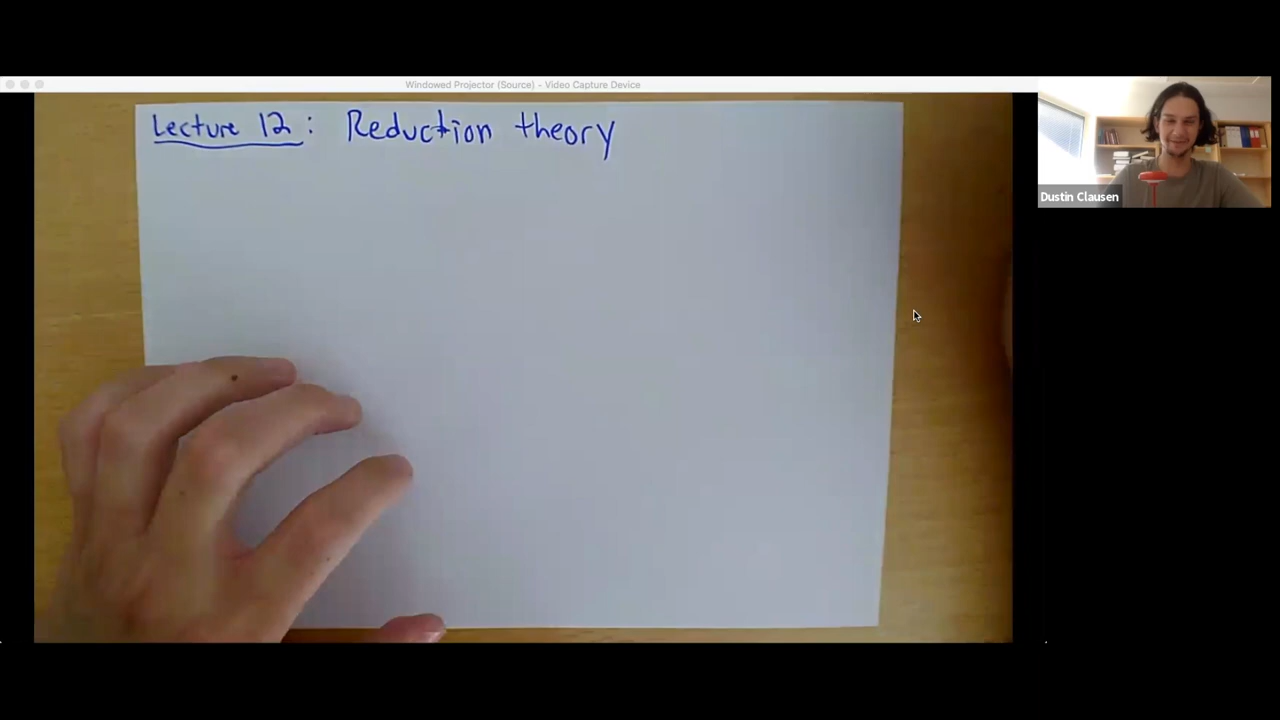 Windowed Projector (Source) - Video Capture Device
Lecture 12: Reduction theory
Dustin Clausen